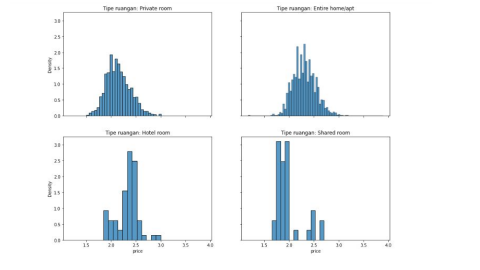 Tipe ruangan: Private room
Tipe ruangan: Entire home/apt
3.0
2.5
2.0
1.5
1.0
0.5
0.0
Density
Tipe ruangan: Hotel room
Tipe ruangan: Shared room
3.0
2.5
2.0
1.5
1.0
0.5
0.0
Density
1.5 2.0 2.5 3.0 3.5 4.0
1.5 2.0 2.5 3.0 3.5 4.0
price
price